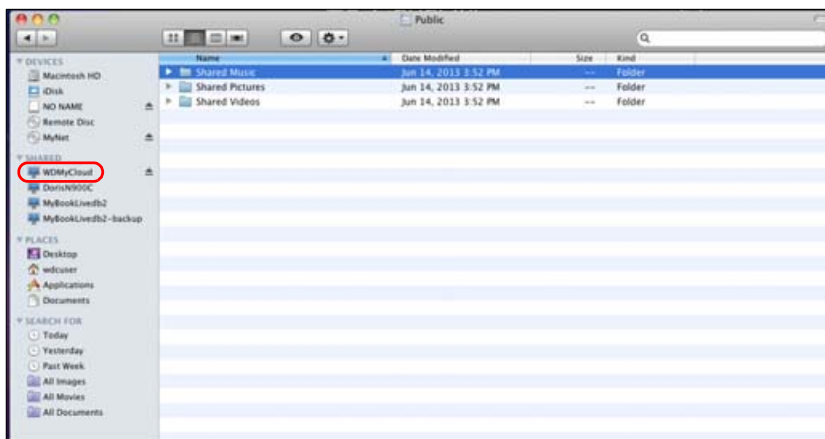 Public
Name Date Modified Size Kind
Shared Music Jun 14, 2013 3:52 PM -- Folder
Shared Pictures Jun 14, 2013 3:52 PM -- Folder
Shared Videos Jun 14, 2013 3:52 PM -- Folder
DEVICES
Macintosh HD
iDisk
NO NAME
Remote Disc
MyNet
SHARED
WDMyCloud
DorisN900C
MyBookLivedb2
MyBookLivedb2-backup
PLACES
Desktop
wdcuser
Applications
Documents
SEARCH FOR
Today
Yesterday
Past Week
All Images
All Movies
All Documents